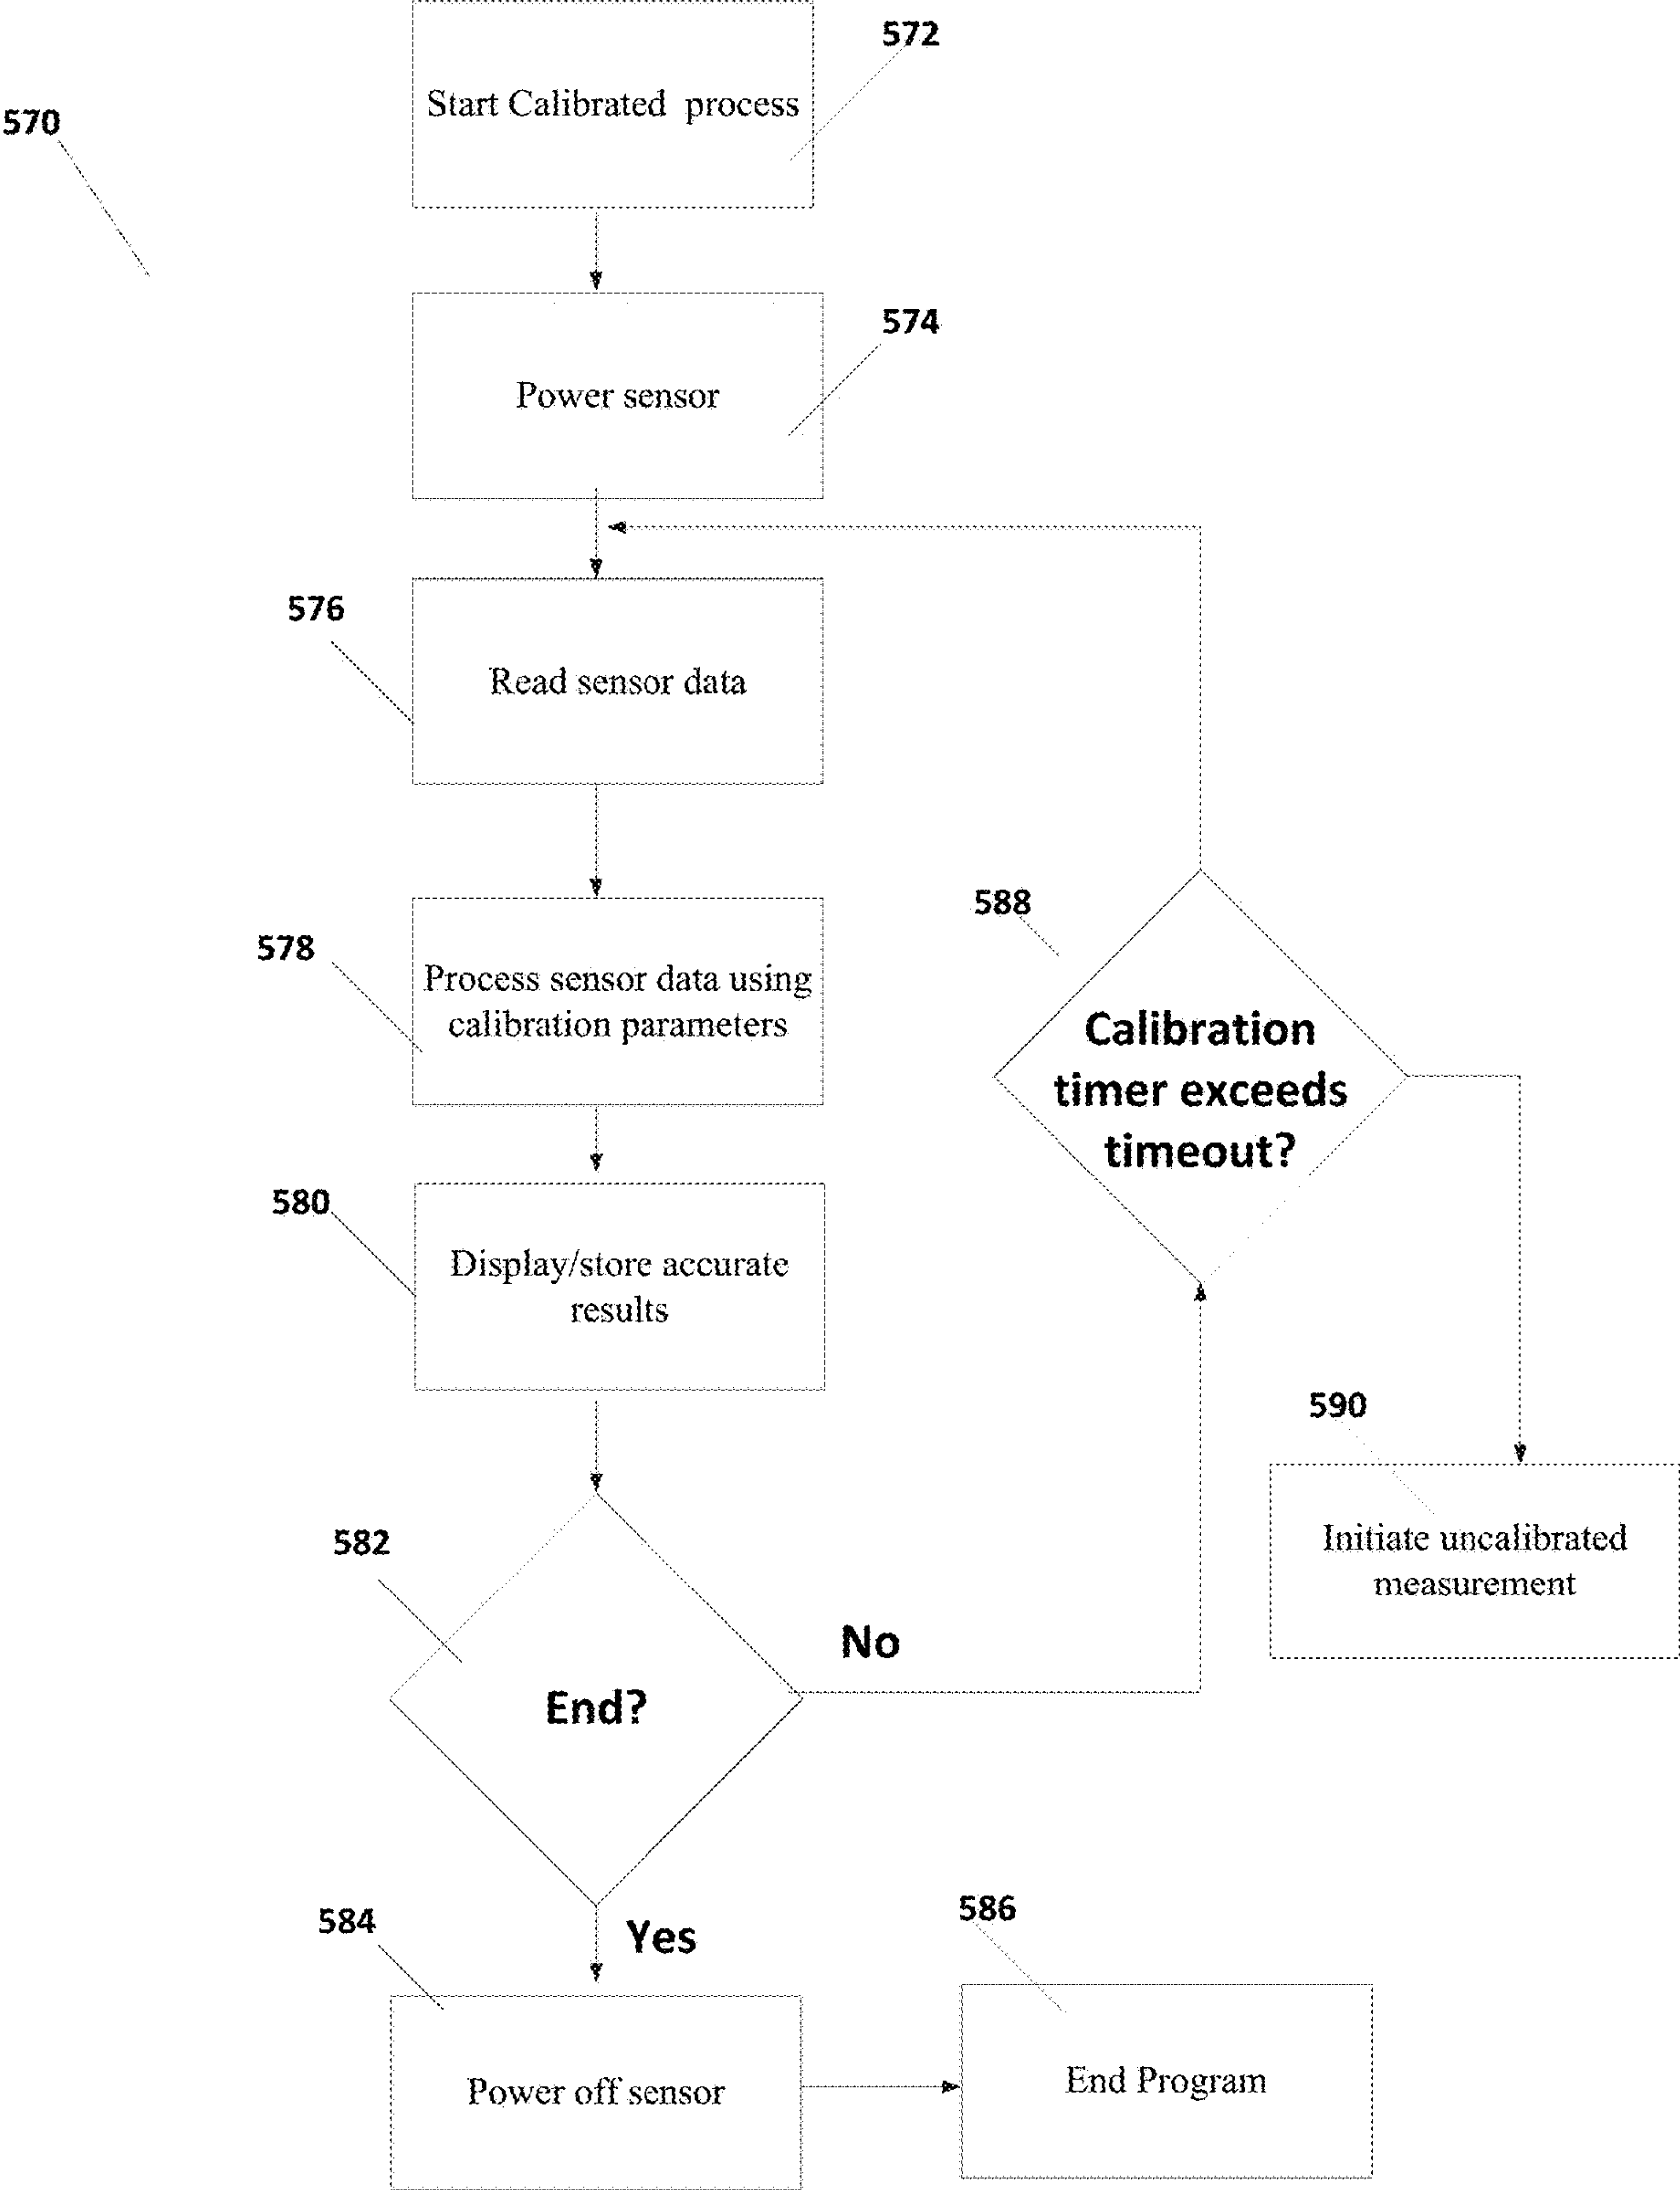 572
Start Calibrated process
570
574
Power sensor
576
Read sensor data
588
578
Process sensor data using
calibration parameters
Calibration
timer exceeds
timeout?
580
Display/store accurate
results
590
Initiate uncalibrated
measurement
582
No
End?
584
Yes
586
Power off sensor
End Program